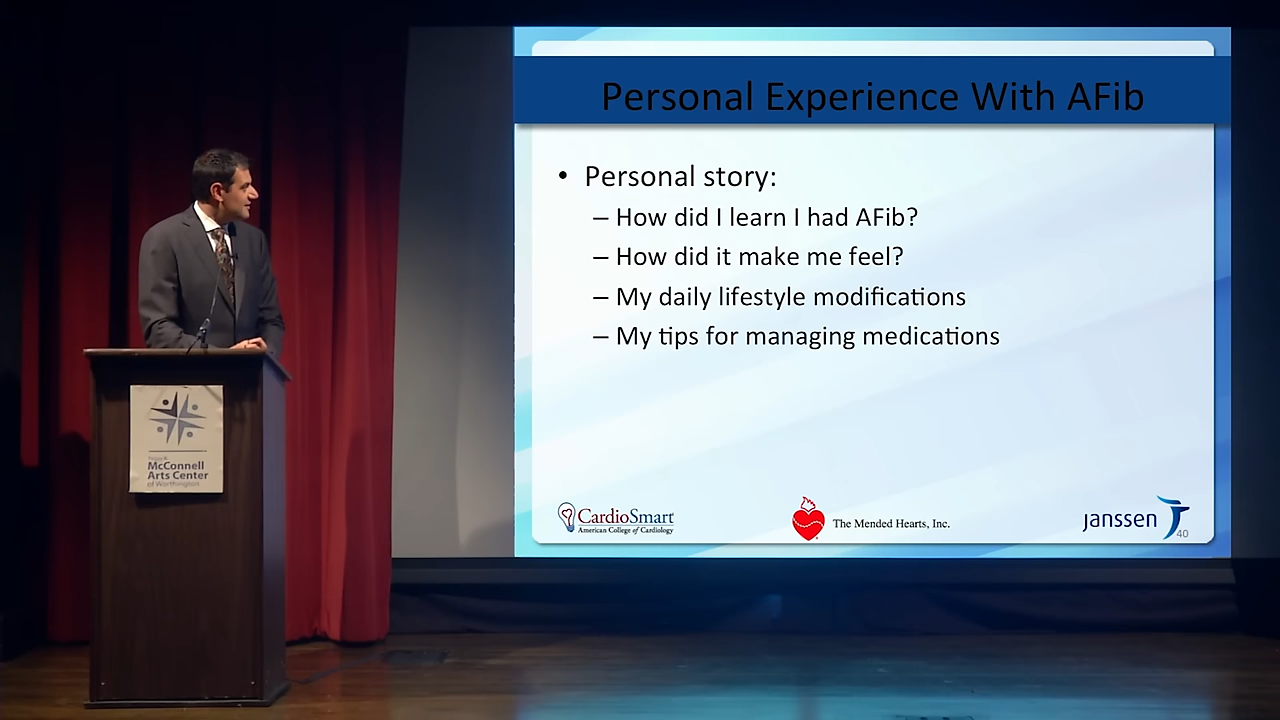 Personal Experience With AFib
• Personal story:
– How did I learn I had AFib?
– How did it make me feel?
– My daily lifestyle modifications
– My tips for managing medications
CardioSmart
American College of Cardiology
The Mended Hearts, Inc.
janssen
40
McConnell
Arts Center
of Worthington